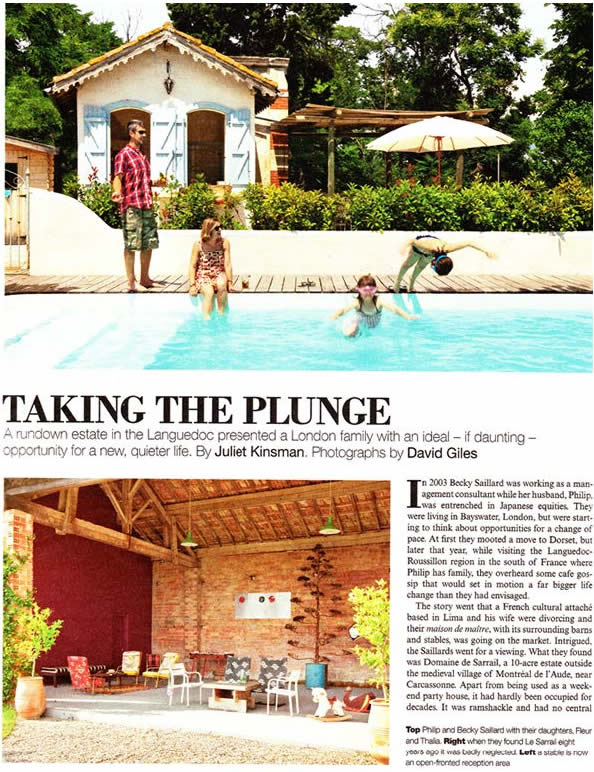 TAKING THE PLUNGE
A rundown estate in the Languedoc presented a London family with an ideal – if daunting –
opportunity for a new, quieter life. By Juliet Kinsman. Photographs by David Giles
In 2003 Becky Saillard was working as a man-
agement consultant while her husband, Philip,
was entrenched in Japanese equities. They
were living in Bayswater, London, but were start-
ing to think about opportunities for a change of
pace. At first they mooted a move to Dorset, but
later that year, while visiting the Languedoc-
Roussillon region in the south of France where
Philip has family, they overheard some cafe gos-
sip that would set in motion a far bigger life
change than they had envisaged.
The story went that a French cultural attaché
based in Lima and his wife were divorcing and
their maison de maître, with its surrounding barns
and stables, was going on the market. Intrigued,
the Saillards went for a viewing. What they found
was Domaine de Sarrail, a 10-acre estate outside
the medieval village of Montréal de l'Aude, near
Carcassonne. Apart from being used as a week-
end party house, it had hardly been occupied for
decades. It was ramshackle and had no central
Top Philip and Becky Saillard with their daughters, Fleur
and Thalia. Right when they found Le Sarrail eight
years ago it was badly neglected. Left a stable is now
an open-fronted reception area